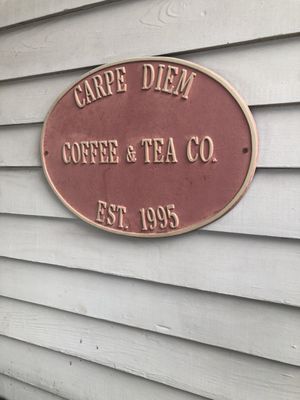 CARPE DIEM
COFFEE & TEA CO.
EST. 1995